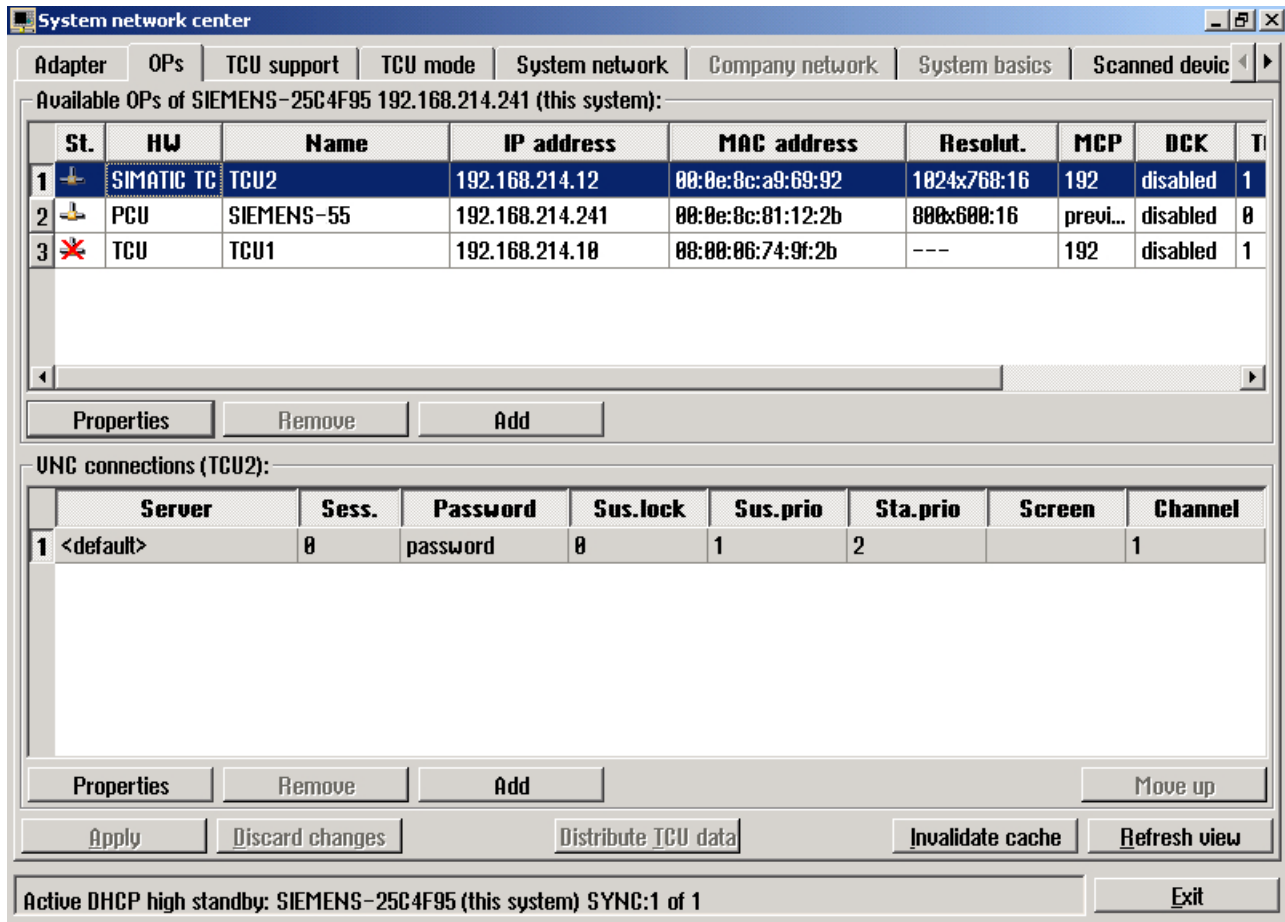 System network center
Adapter OPs TCU support TCU mode System network Company network System basics Scanned devic
Available OPs of SIEMENS-25C4F95 192.168.214.241 (this system):
St. HW Name IP address MAC address Resolut. MCP DCK
1 SIMATIC TC TCU2 192.168.214.12 00:0e:8c:a9:69:92 1024x768:16 192 disabled 1
2 PCU SIEMENS-55 192.168.214.241 00:0e:8c:81:12:2b 800x600:16 previ... disabled 0
3 TCU TCU1 192.168.214.10 08:00:06:74:9f:2b --- 192 disabled 1
Properties Remove Add
VNC connections (TCU2):
Server Sess. Password Sus.lock Sus.prio Sta.prio Screen Channel
1 <default> 0 password 0 1 2 1
Properties Remove Add Move up
Apply Discard changes Distribute TCU data Invalidate cache Refresh view
Active DHCP high standby: SIEMENS-25C4F95 (this system) SYNC:1 of 1 Exit